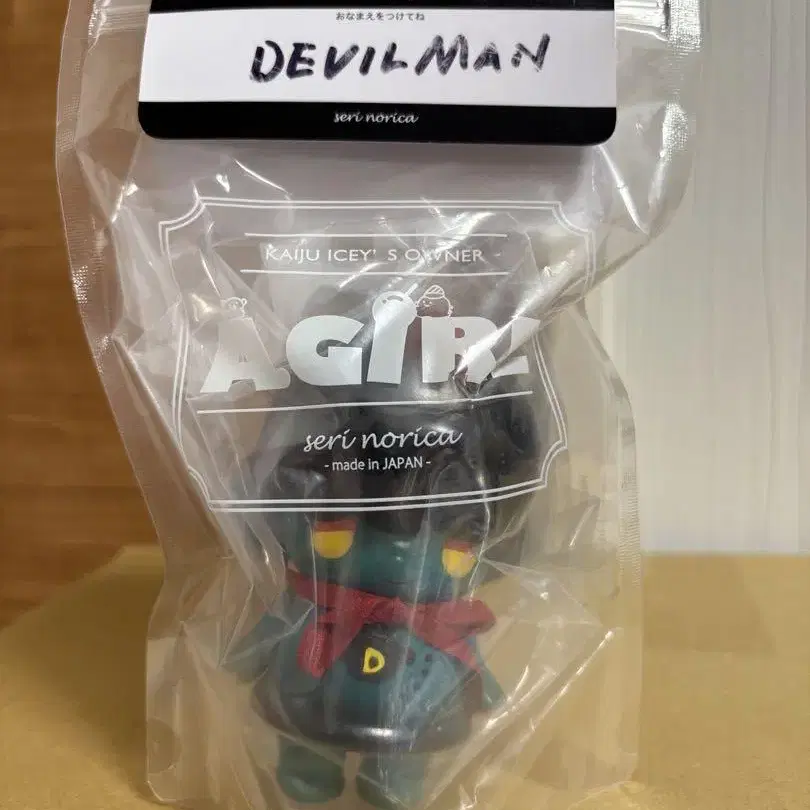 おなまえをつけてね
DEVILMAN
seri norica
KAIJU ICEY'S OWNER
AGIRL
seri norica
- made in JAPAN -
D